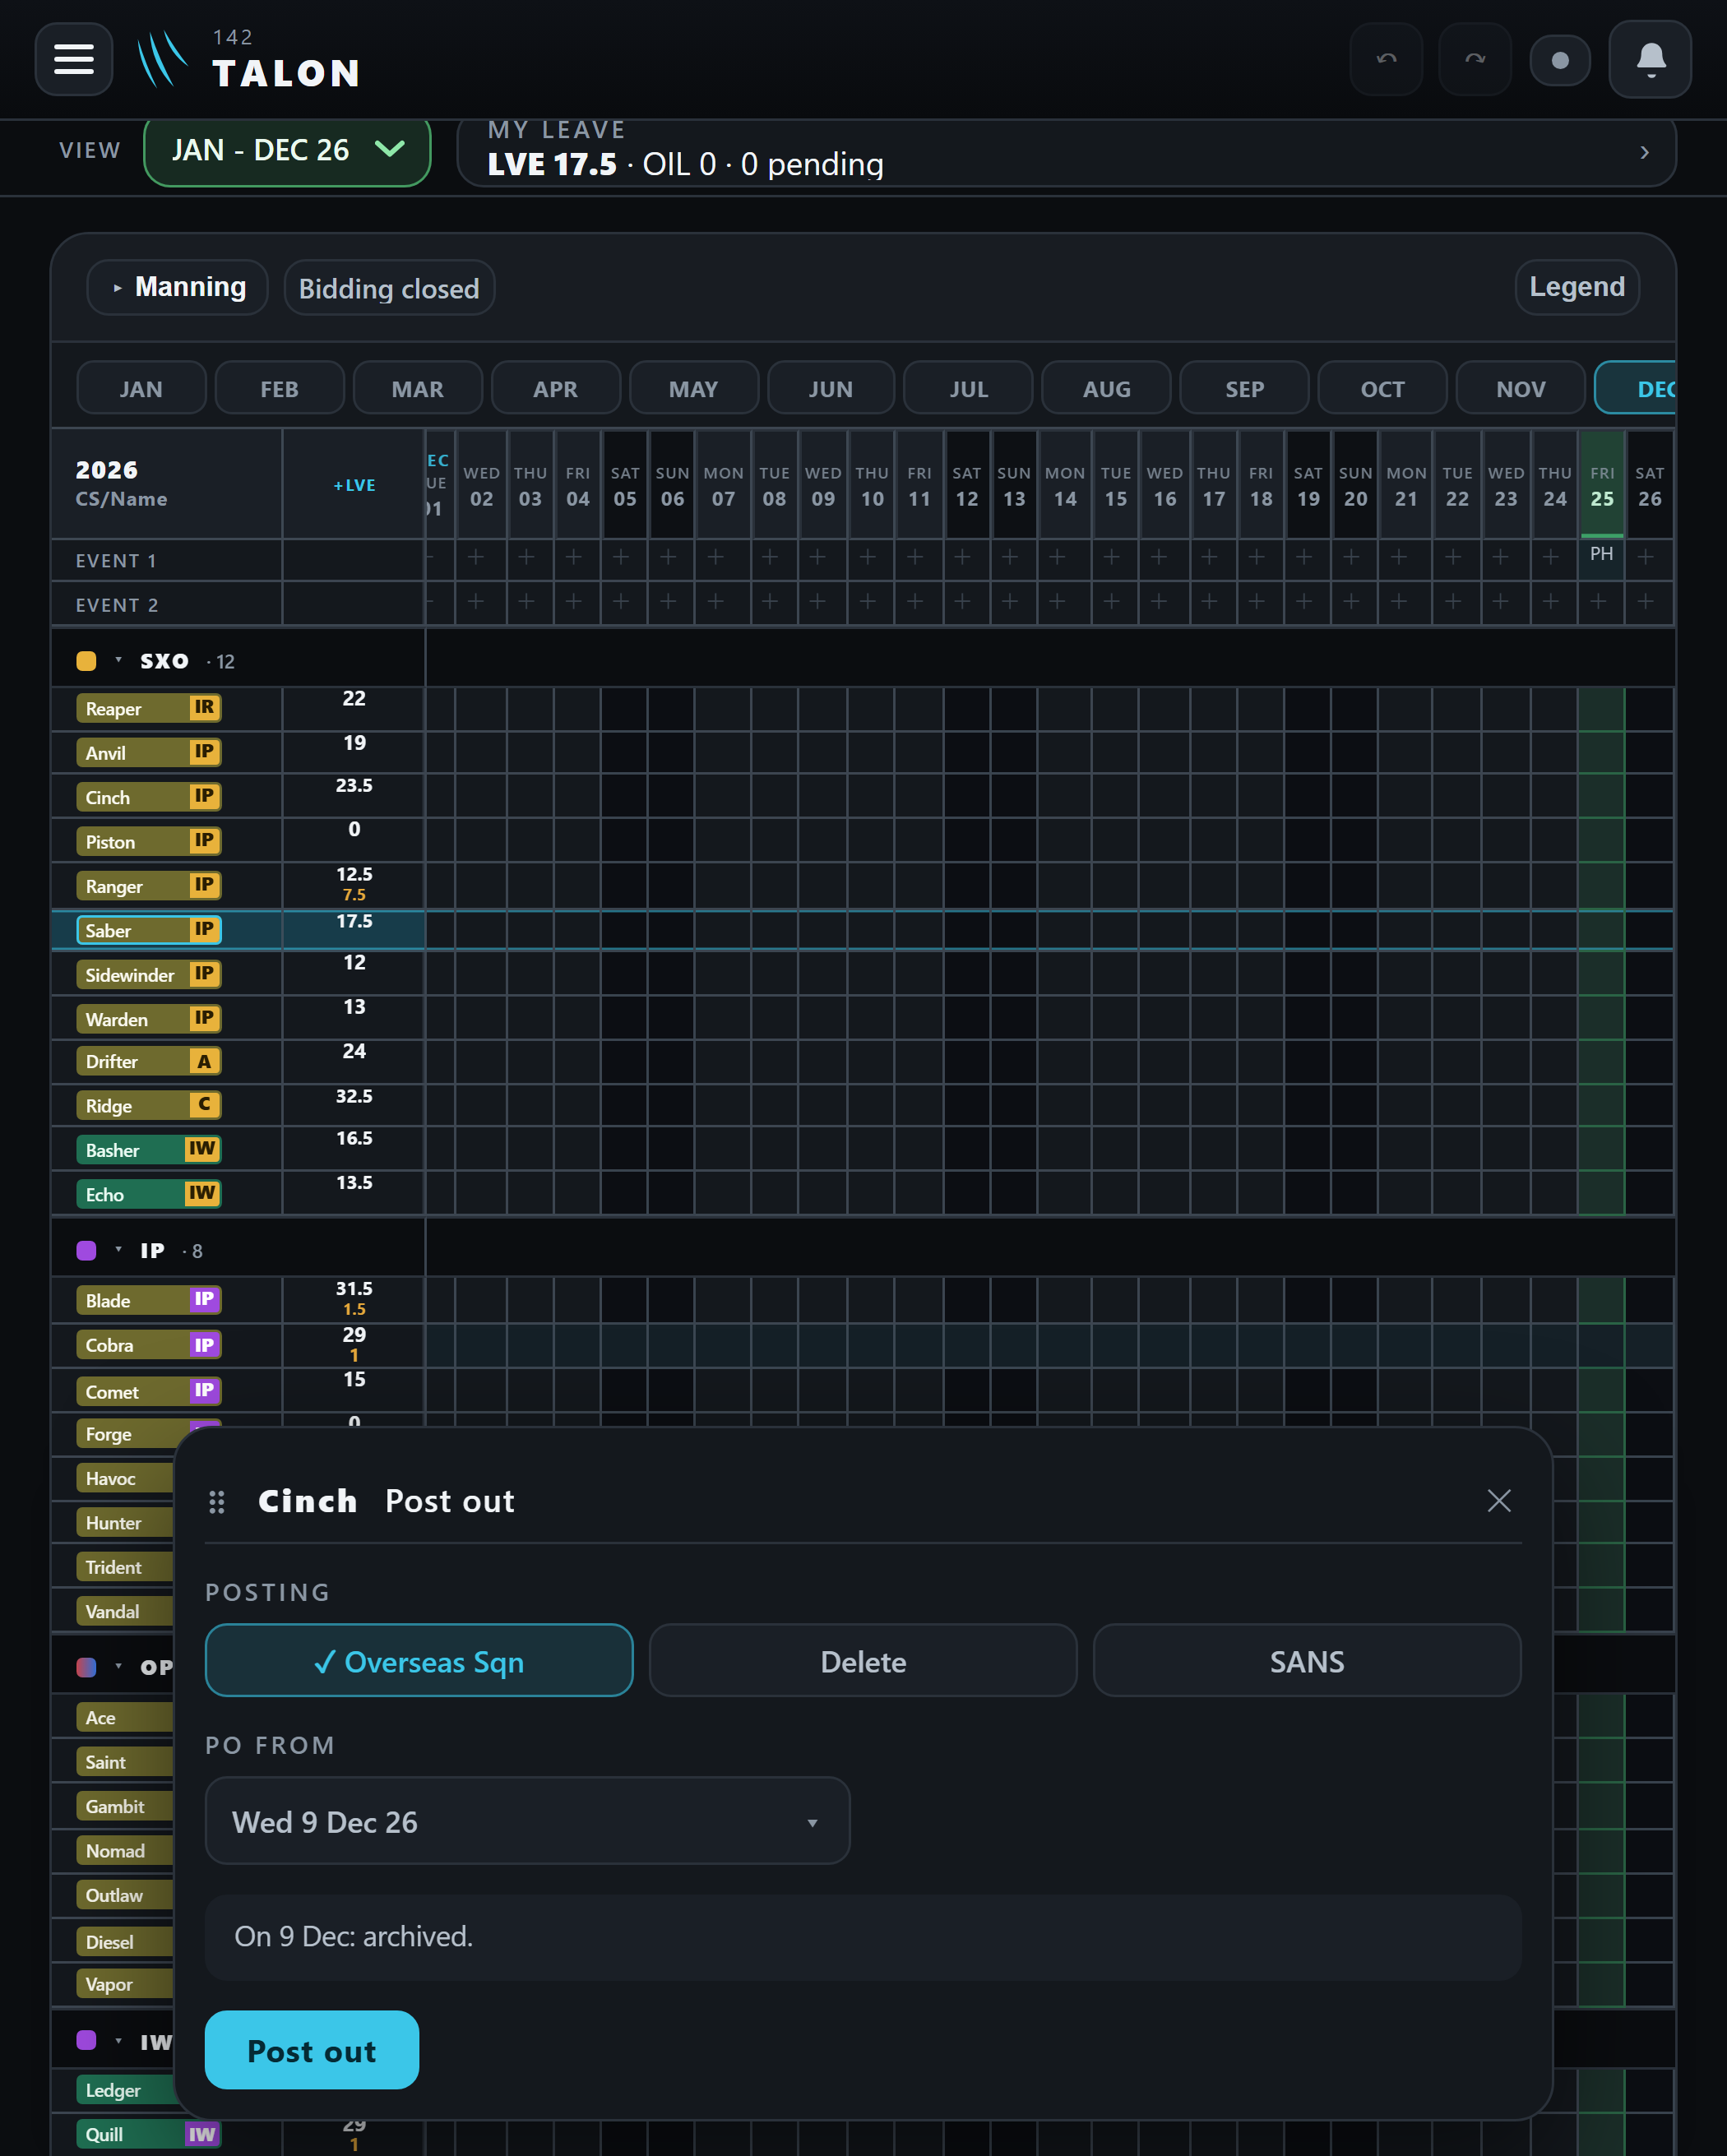 142
TALON
VIEW
JAN - DEC 26
MY LEAVE
LVE 17.5 · OIL 0 · 0 pending
Manning
Bidding closed
Legend
JAN FEB MAR APR MAY JUN JUL AUG SEP OCT NOV DEC
2026
CS/Name
+LVE
EC UE 01
WED 02
THU 03
FRI 04
SAT 05
SUN 06
MON 07
TUE 08
WED 09
THU 10
FRI 11
SAT 12
SUN 13
MON 14
TUE 15
WED 16
THU 17
FRI 18
SAT 19
SUN 20
MON 21
TUE 22
WED 23
THU 24
FRI 25
SAT 26
EVENT 1
PH
EVENT 2
SXO · 12
Reaper IR 22
Anvil IP 19
Cinch IP 23.5
Piston IP 0
Ranger IP 12.5
7.5
Saber IP 17.5
Sidewinder IP 12
Warden IP 13
Drifter A 24
Ridge C 32.5
Basher IW 16.5
Echo IW 13.5
IP · 8
Blade IP 31.5
1.5
Cobra IP 29
1
Comet IP 15
Forge 0
Havoc
Hunter
Trident
Vandal
OP
Ace
Saint
Gambit
Nomad
Outlaw
Diesel
Vapor
IW
Ledger
Quill IW 29
1
Cinch Post out
POSTING
✓ Overseas Sqn
Delete
SANS
PO FROM
Wed 9 Dec 26
On 9 Dec: archived.
Post out